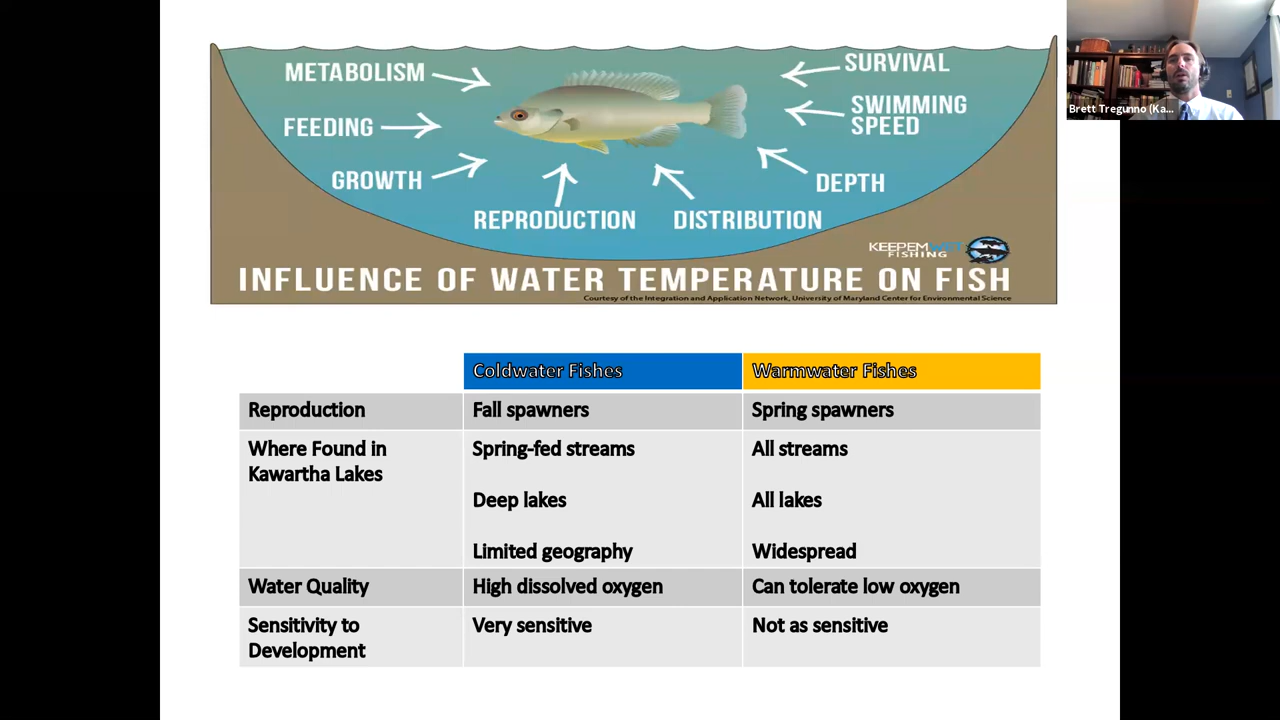 METABOLISM
FEEDING
GROWTH
REPRODUCTION
DISTRIBUTION
DEPTH
SWIMMING
SPEED
SURVIVAL
KEEPEMWET
FISHING
INFLUENCE OF WATER TEMPERATURE ON FISH
Courtesy of the Integration and Application Network, University of Maryland Center for Environmental Science
Brett Tregunno (Ka...
Coldwater Fishes
Warmwater Fishes
Reproduction
Fall spawners
Spring spawners
Where Found in
Kawartha Lakes
Spring-fed streams
Deep lakes
Limited geography
All streams
All lakes
Widespread
Water Quality
High dissolved oxygen
Can tolerate low oxygen
Sensitivity to
Development
Very sensitive
Not as sensitive